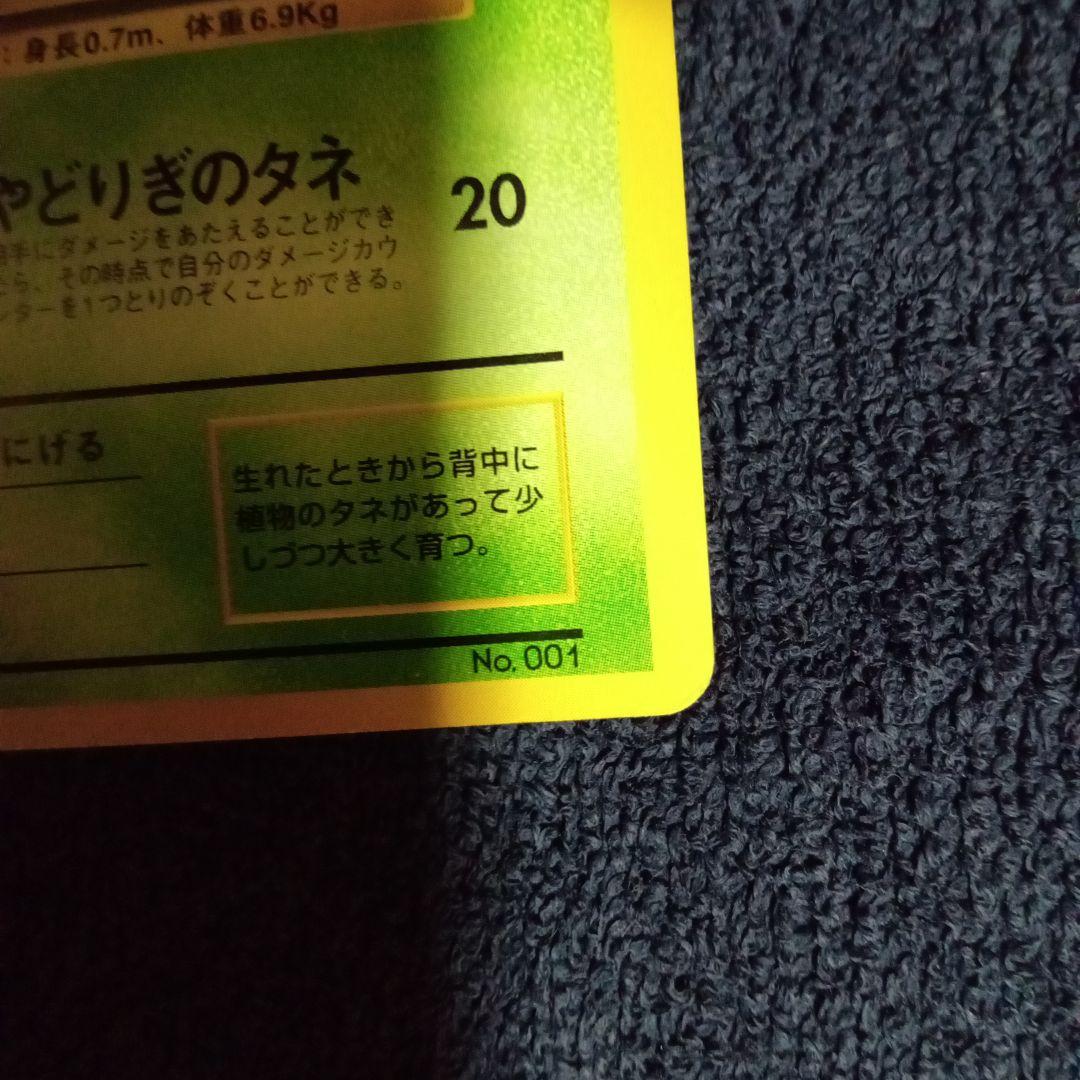 ：身長0.7m、体重6.9Kg
やどりぎのタネ
20
相手にダメージをあたえることができ
たら、その時点で自分のダメージカウ
ンターを1つとりのぞくことができる。
にげる
生れたときから背中に
植物のタネがあって少
しづつ大きく育つ。
No.001